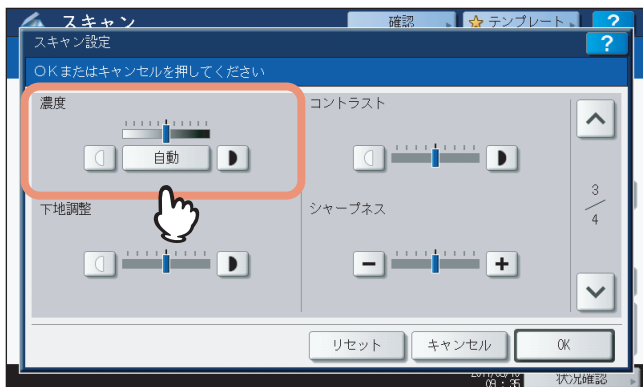 スキャン
確認
テンプレート
?
スキャン設定
?
OKまたはキャンセルを押してください
濃度
コントラスト
自動
下地調整
シャープネス
3
4
リセット
キャンセル
OK
09:35
状況確認